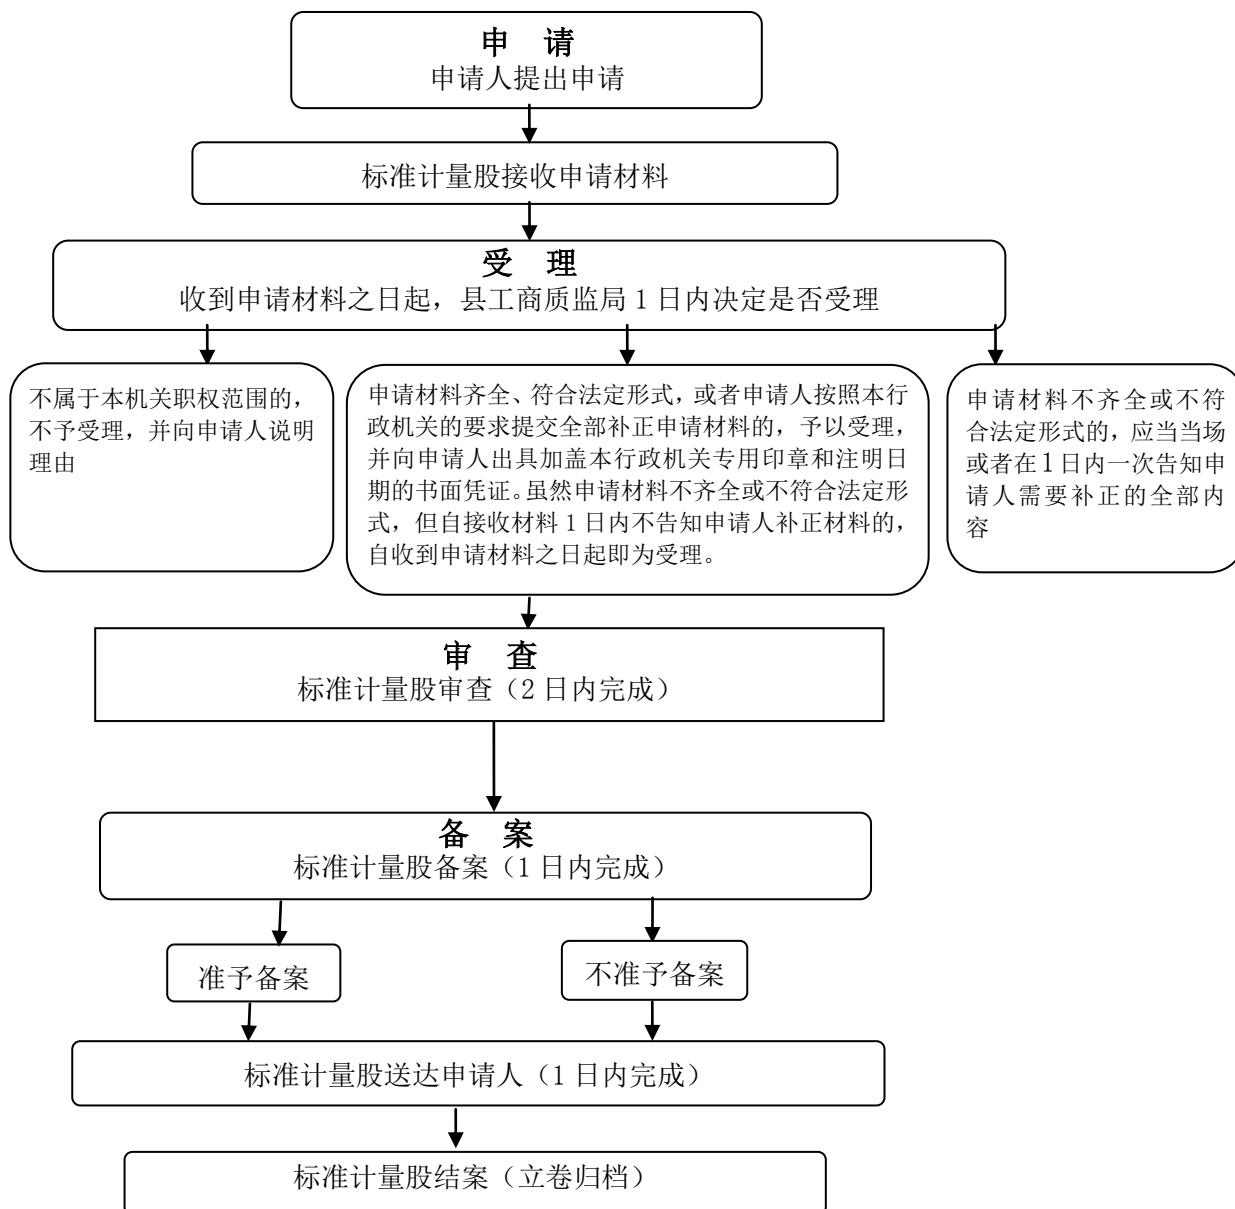 申 请
申请人提出申请
标准计量股接收申请材料
受 理
收到申请材料之日起，县工商质监局 1 日内决定是否受理
不属于本机关职权范围的，
不予受理，并向申请人说明
理由
申请材料齐全、符合法定形式，或者申请人按照本行
政机关的要求提交全部补正申请材料的，予以受理，
并向申请人出具加盖本行政机关专用印章和注明日
期的书面凭证。虽然申请材料不齐全或不符合法定形
式，但自接收材料 1 日内不告知申请人补正材料的，
自收到申请材料之日起即为受理。
申请材料不齐全或不符
合法定形式的，应当当场
或者在 1 日内一次告知申
请人需要补正的全部内
容
审 查
标准计量股审查（2 日内完成）
备 案
标准计量股备案（1 日内完成）
准予备案
不准予备案
标准计量股送达申请人（1 日内完成）
标准计量股结案（立卷归档）